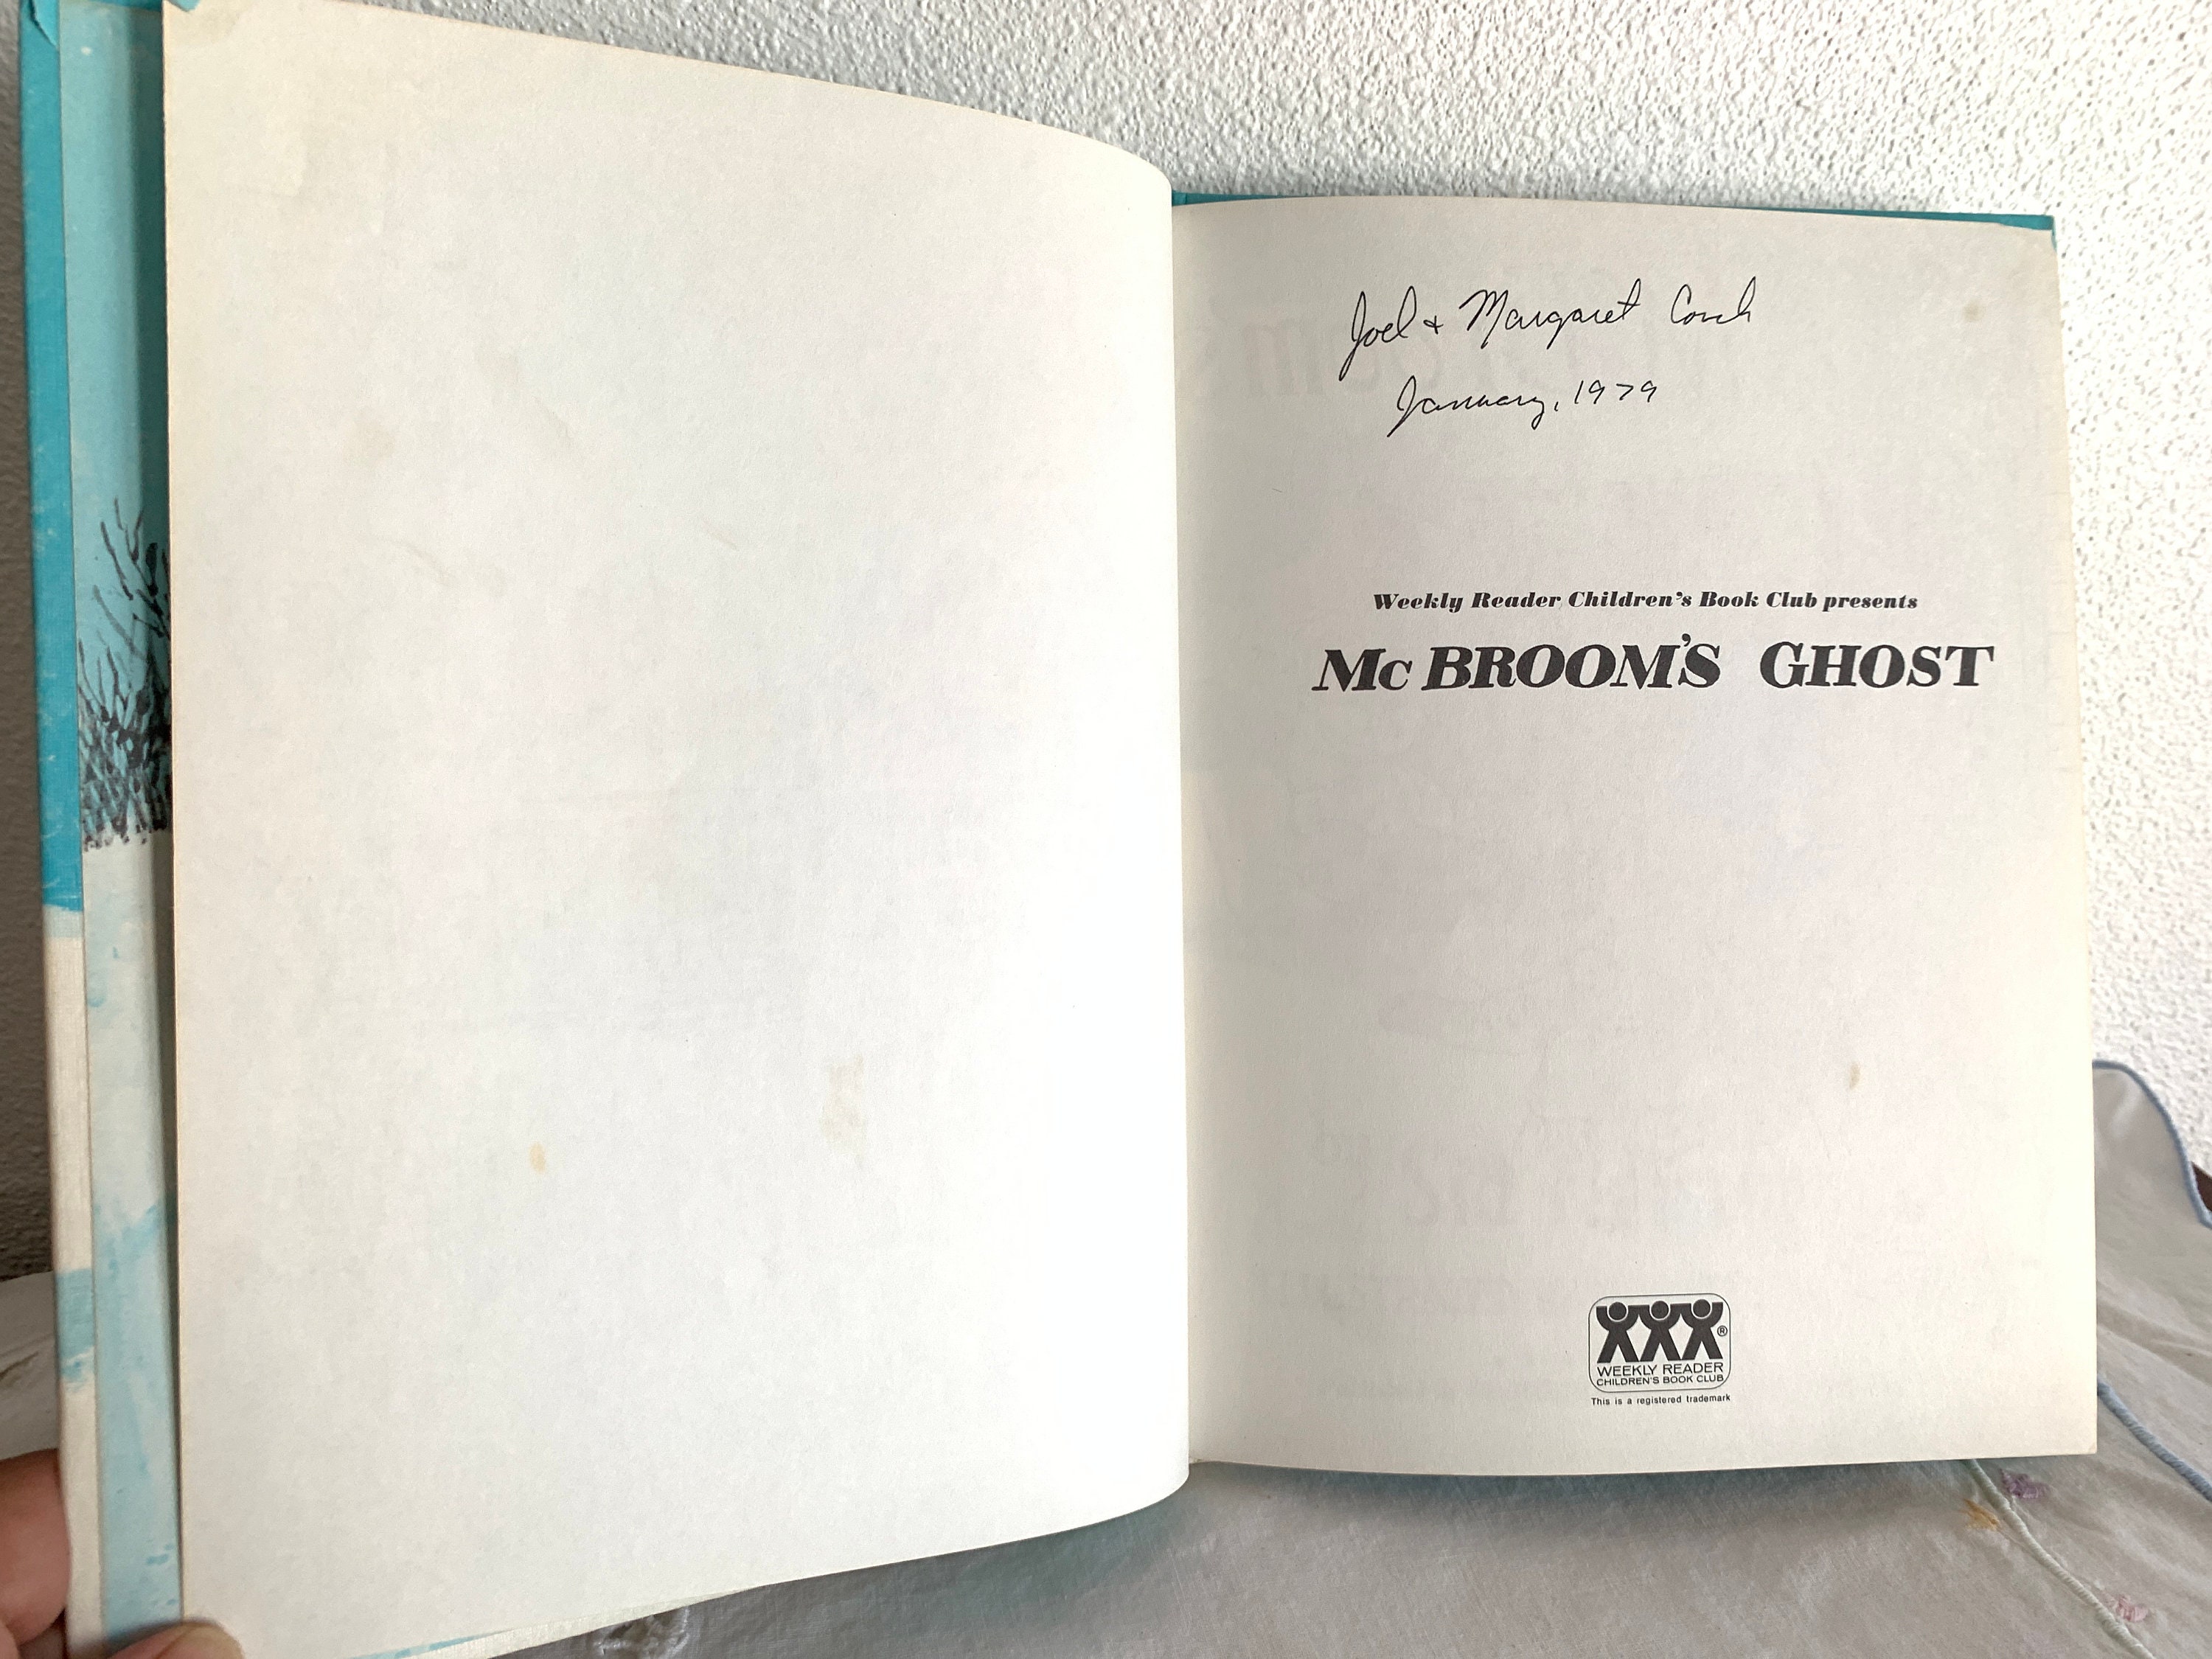 Joel & Margaret
January, 1979
Weekly Reader Children's Book Club presents
McBROOM'S GHOST
®
WEEKLY READER
CHILDREN'S BOOK CLUB
This is a registered trademark